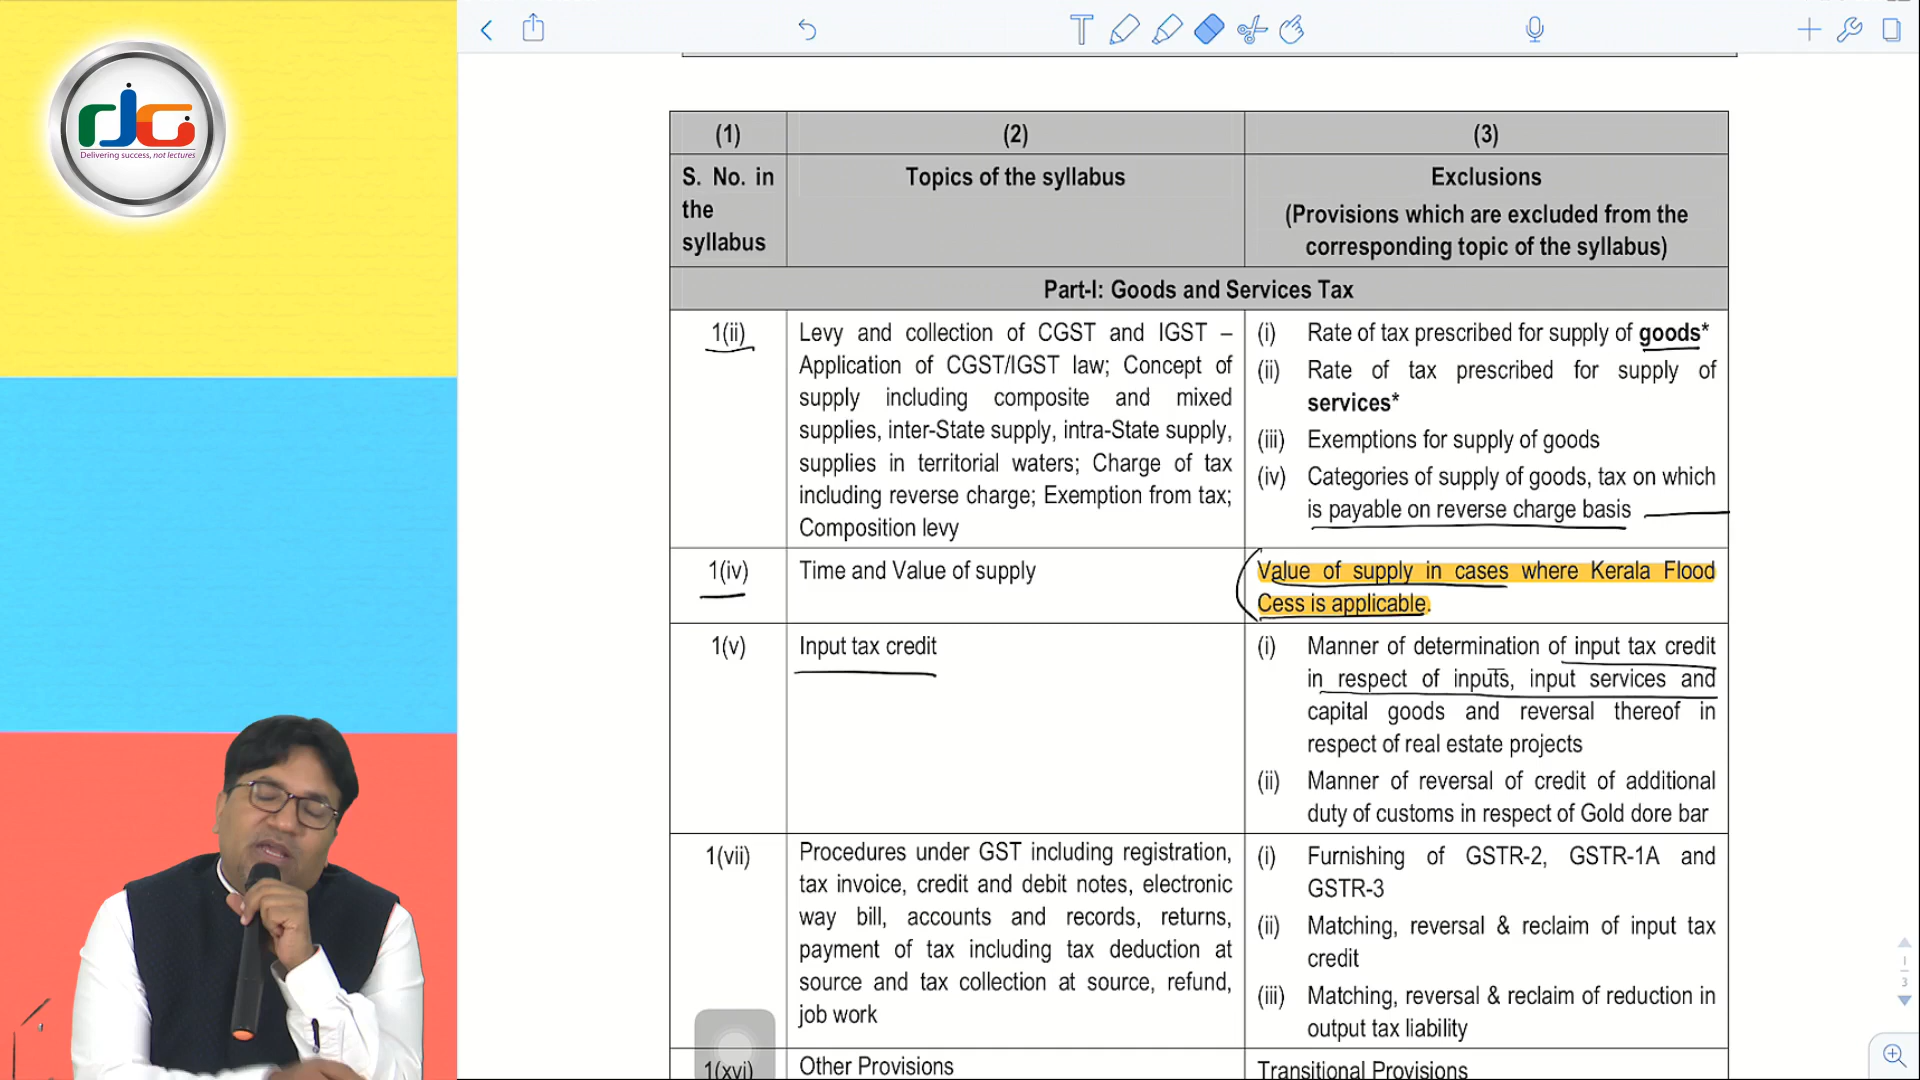 Delivering success, not lectures
(1)
(2)
(3)
S. No. in
the
syllabus
Topics of the syllabus
Exclusions
(Provisions which are excluded from the
corresponding topic of the syllabus)
Part-I: Goods and Services Tax
1(ii)
Levy and collection of CGST and IGST –
Application of CGST/IGST law; Concept of
supply including composite and mixed
supplies, inter-State supply, intra-State supply,
supplies in territorial waters; Charge of tax
including reverse charge; Exemption from tax;
Composition levy
(i) Rate of tax prescribed for supply of goods*
(ii) Rate of tax prescribed for supply of
services*
(iii) Exemptions for supply of goods
(iv) Categories of supply of goods, tax on which
is payable on reverse charge basis
1(iv)
Time and Value of supply
Value of supply in cases where Kerala Flood
Cess is applicable.
1(v)
Input tax credit
(i) Manner of determination of input tax credit
in respect of inputs, input services and
capital goods and reversal thereof in
respect of real estate projects
(ii) Manner of reversal of credit of additional
duty of customs in respect of Gold dore bar
1(vii)
Procedures under GST including registration,
tax invoice, credit and debit notes, electronic
way bill, accounts and records, returns,
payment of tax including tax deduction at
source and tax collection at source, refund,
job work
(i) Furnishing of GSTR-2, GSTR-1A and
GSTR-3
(ii) Matching, reversal & reclaim of input tax
credit
(iii) Matching, reversal & reclaim of reduction in
output tax liability
1(xvi)
Other Provisions
Transitional Provisions
1
3